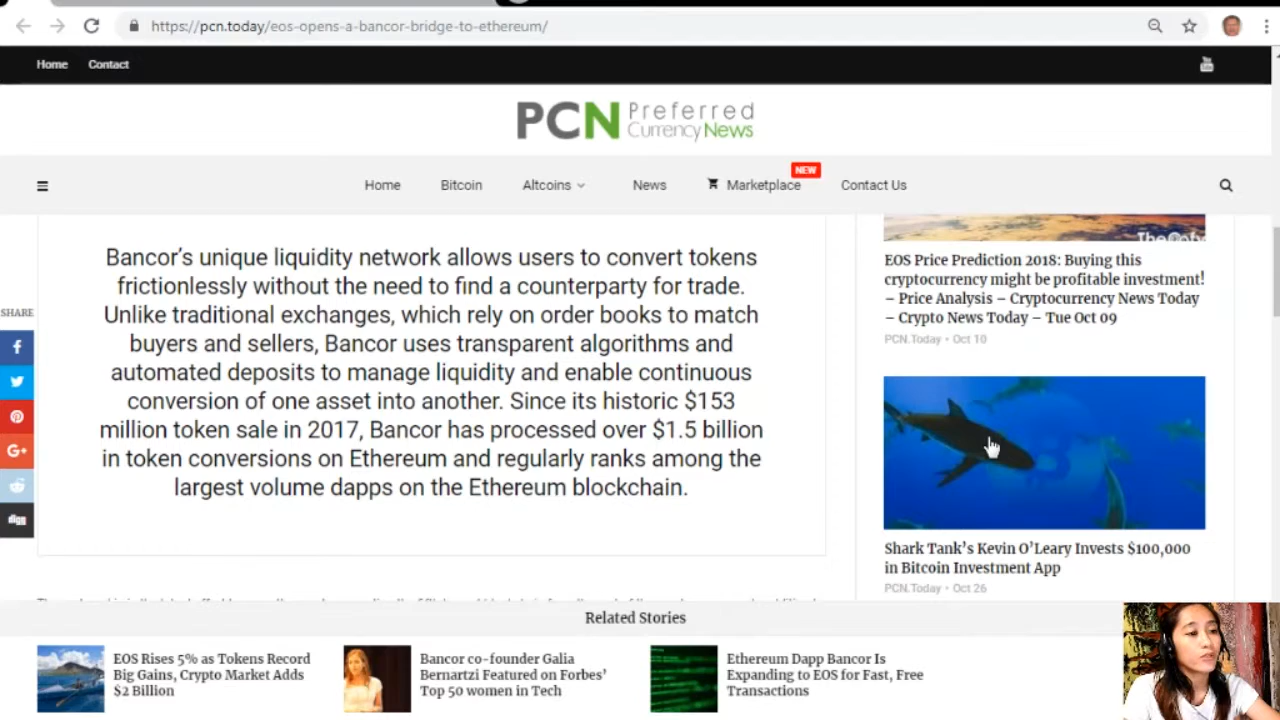 https://pcn.today/eos-opens-a-bancor-bridge-to-ethereum/
Home Contact
PCN Preferred
Currency News
Home Bitcoin Altcoins News Marketplace NEW Contact Us
SHARE
Bancor’s unique liquidity network allows users to convert tokens
frictionlessly without the need to find a counterparty for trade.
Unlike traditional exchanges, which rely on order books to match
buyers and sellers, Bancor uses transparent algorithms and
automated deposits to manage liquidity and enable continuous
conversion of one asset into another. Since its historic $153
million token sale in 2017, Bancor has processed over $1.5 billion
in token conversions on Ethereum and regularly ranks among the
largest volume dapps on the Ethereum blockchain.
digg
EOS Price Prediction 2018: Buying this
cryptocurrency might be profitable investment!
– Price Analysis – Cryptocurrency News Today
– Crypto News Today – Tue Oct 09
PCN.Today • Oct 10
Shark Tank’s Kevin O’Leary Invests $100,000
in Bitcoin Investment App
PCN.Today • Oct 26
Related Stories
EOS Rises 5% as Tokens Record
Big Gains, Crypto Market Adds
$2 Billion
Bancor co-founder Galia
Bernartzi Featured on Forbes’
Top 50 women in Tech
Ethereum Dapp Bancor Is
Expanding to EOS for Fast, Free
Transactions